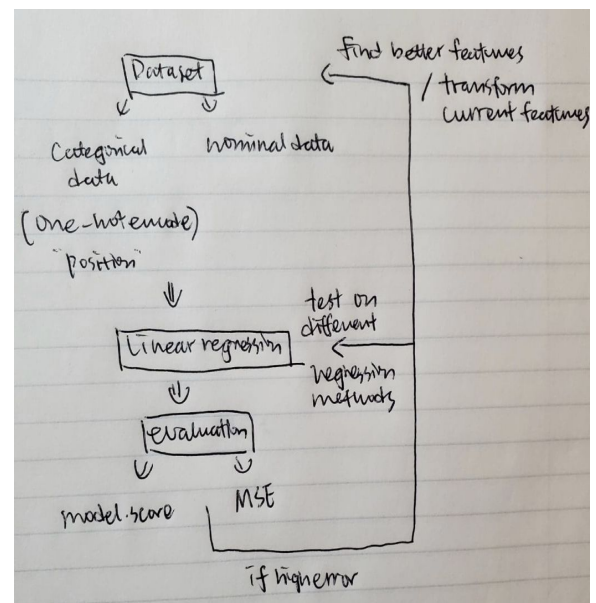 find better features
/ transform
current features
Dataset
Categorical
data
nominal data
(one-hot encode)
"position"
Linear regression
test on
different
regression
methods
evaluation
model.score
MSE
if high error